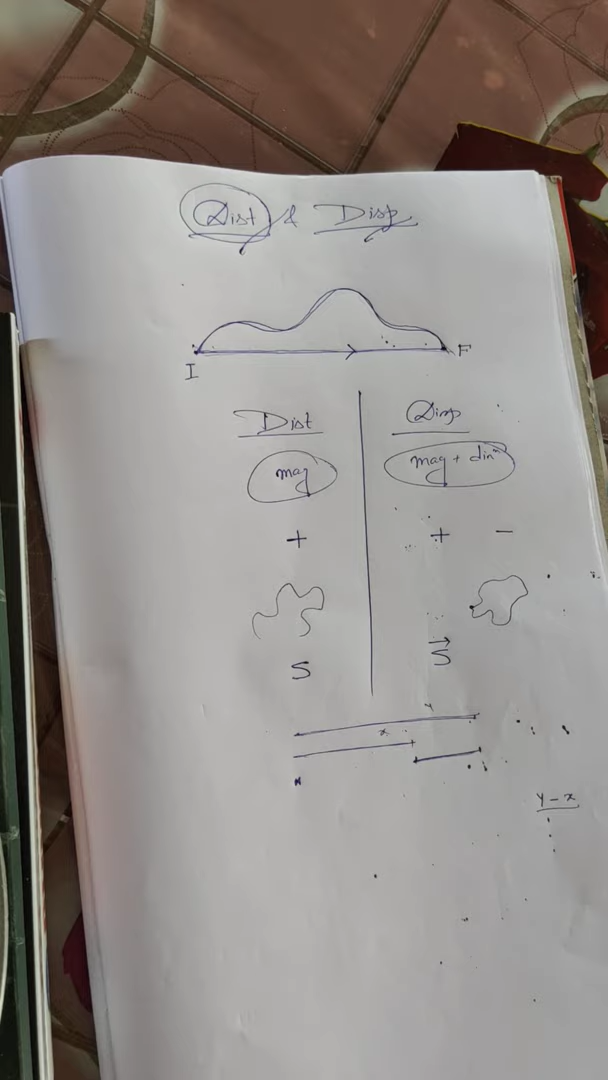 Dist & Disp
I
F
Dist Disp
mag mag + dirⁿ
+ + -
S S⃗
y
x
y - x